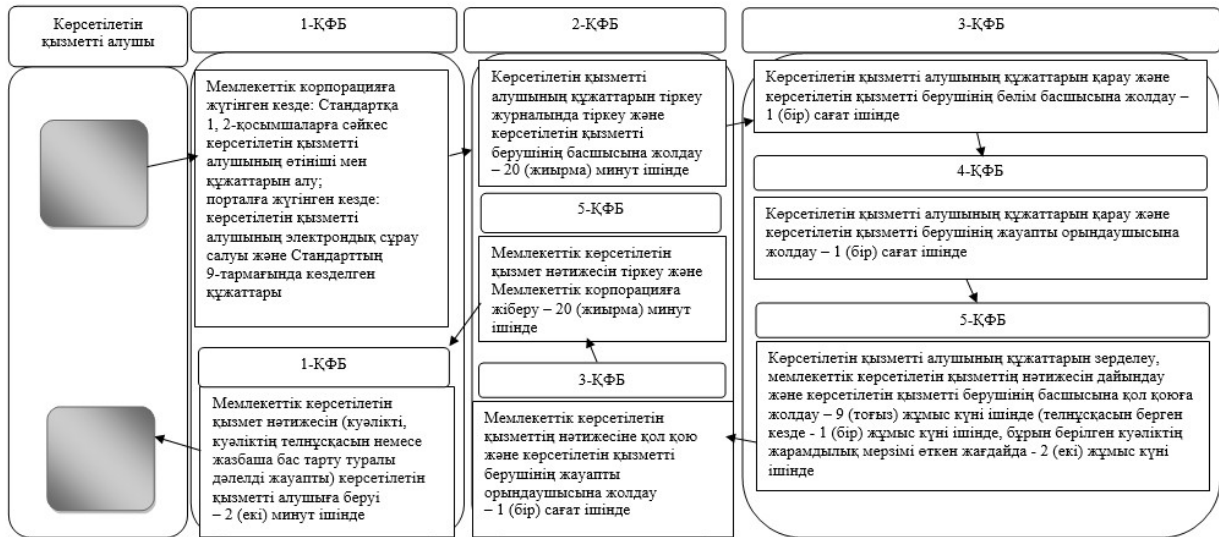 Көрсетілетін
қызметті алушы
1-ҚФБ
2-ҚФБ
3-ҚФБ
Мемлекеттік корпорацияға
жүгінген кезде: Стандартқа
1, 2-қосымшаларға сәйкес
көрсетілетін қызметті
алушының өтініші мен
құжаттарын алу;
порталға жүгінген кезде:
көрсетілетін қызметті
алушының электрондық сұрау
салуы және Стандарттың
9-тармағында көзделген
құжаттары
Көрсетілетін қызметті
алушының құжаттарын тіркеу
журналында тіркеу және
көрсетілетін қызметті
берушінің басшысына жолдау
– 20 (жиырма) минут ішінде
Көрсетілетін қызметті алушының құжаттарын қарау және
көрсетілетін қызметті берушінің бөлім басшысына жолдау –
1 (бір) сағат ішінде
4-ҚФБ
Көрсетілетін қызметті алушының құжаттарын қарау және
көрсетілетін қызметті берушінің жауапты орындаушысына
жолдау – 1 (бір) сағат ішінде
5-ҚФБ
Көрсетілетін қызметті алушының құжаттарын зерделеу,
мемлекеттік көрсетілетін қызметтің нәтижесін дайындау
және көрсетілетін қызметті берушінің басшысына қол қоюға
жолдау – 9 (тоғыз) жұмыс күні ішінде (телнұсқасын берген
кезде - 1 (бір) жұмыс күні ішінде, бұрын берілген куәліктің
жарамдылық мерзімі өткен жағдайда - 2 (екі) жұмыс күні
ішінде
3-ҚФБ
Мемлекеттік көрсетілетін
қызметтің нәтижесіне қол қою
және көрсетілетін қызметті
берушінің жауапты
орындаушысына жолдау
– 1 (бір) сағат ішінде
5-ҚФБ
Мемлекеттік көрсетілетін
қызмет нәтижесін тіркеу және
Мемлекеттік корпорацияға
жіберу – 20 (жиырма) минут
ішінде
1-ҚФБ
Мемлекеттік көрсетілетін
қызмет нәтижесін (куәлікті,
куәліктің телнұсқасын немесе
жазбаша бас тарту туралы
дәлелді жауапты) көрсетілетін
қызметті алушыға беруі
– 2 (екі) минут ішінде